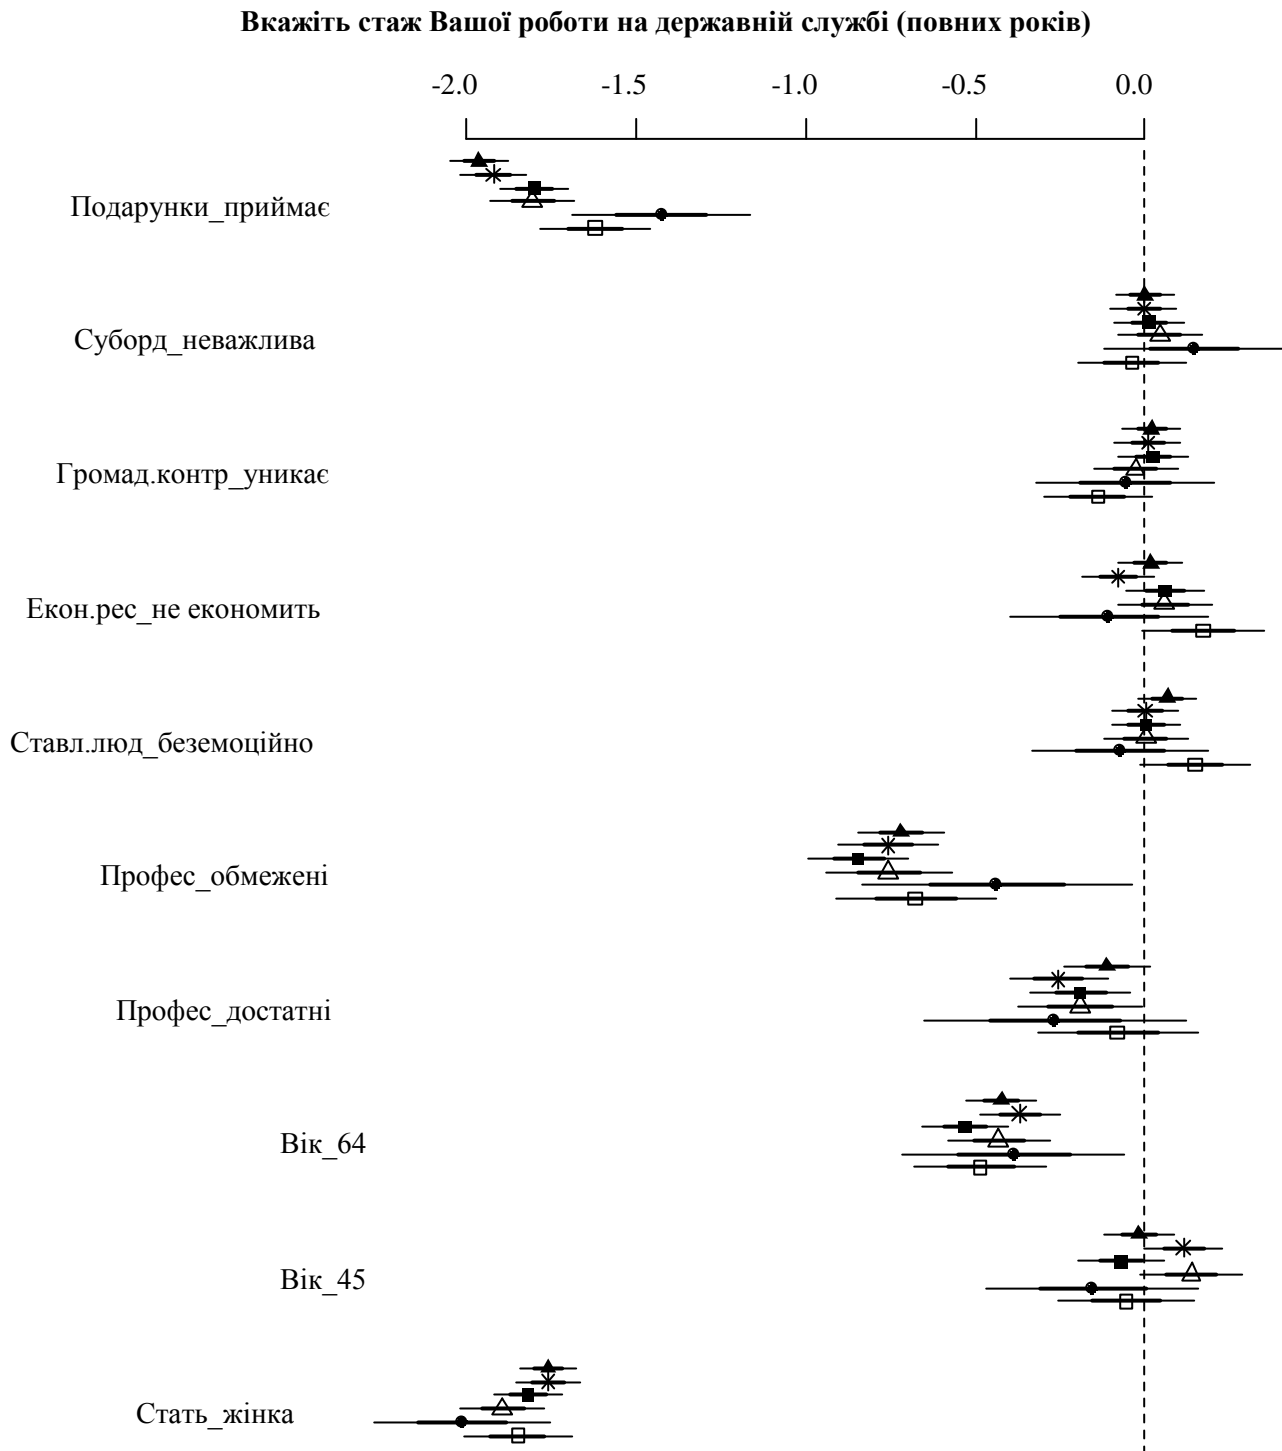 Вкажіть стаж Вашої роботи на державній службі (повних років)
-2.0 -1.5 -1.0 -0.5 0.0
Подарунки_приймає
Суборд_неважлива
Громад.контр_уникає
Екон.рес_не економить
Ставл.люд_беземоційно
Профес_обмежені
Профес_достатні
Вік_64
Вік_45
Стать_жінка